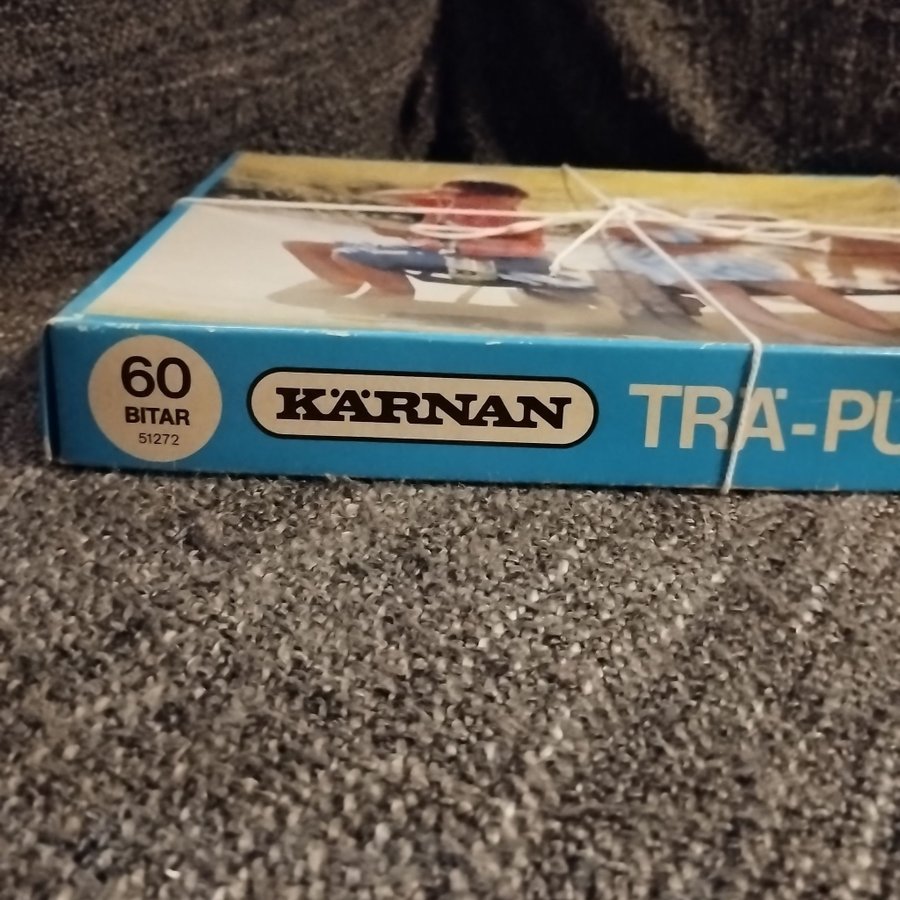 60
BITAR
51272
KÄRNAN
TRÄ-PU